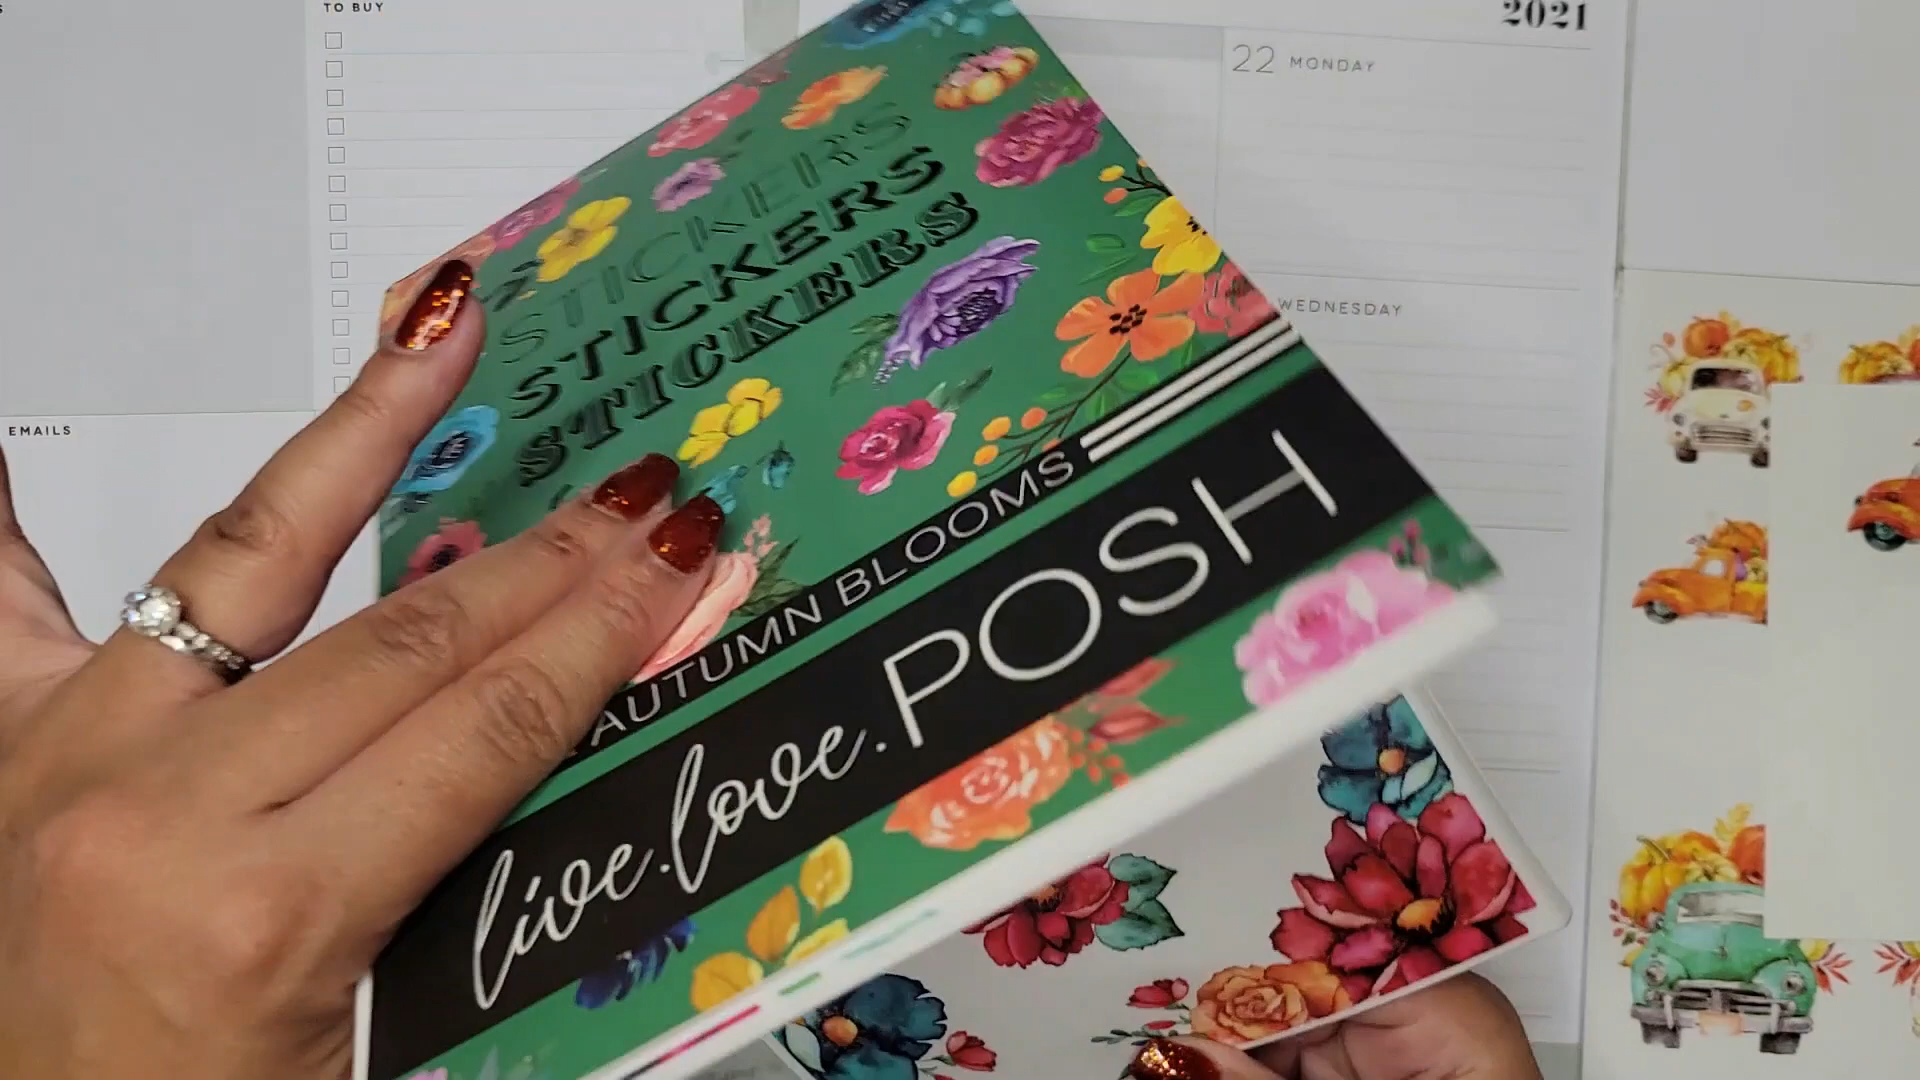 TO BUY
2021
22 MONDAY
WEDNESDAY
EMAILS
STICKERS
STICKERS
STICKERS
AUTUMN BLOOMS
live.love.POSH